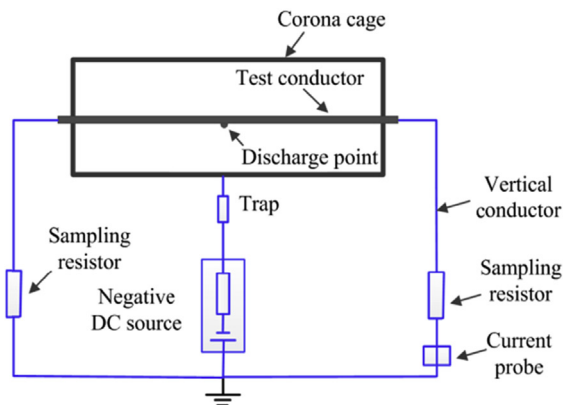 Corona cage
Test conductor
Discharge point
Trap
Vertical
conductor
Sampling
resistor
Negative
DC source
Sampling
resistor
Current
probe